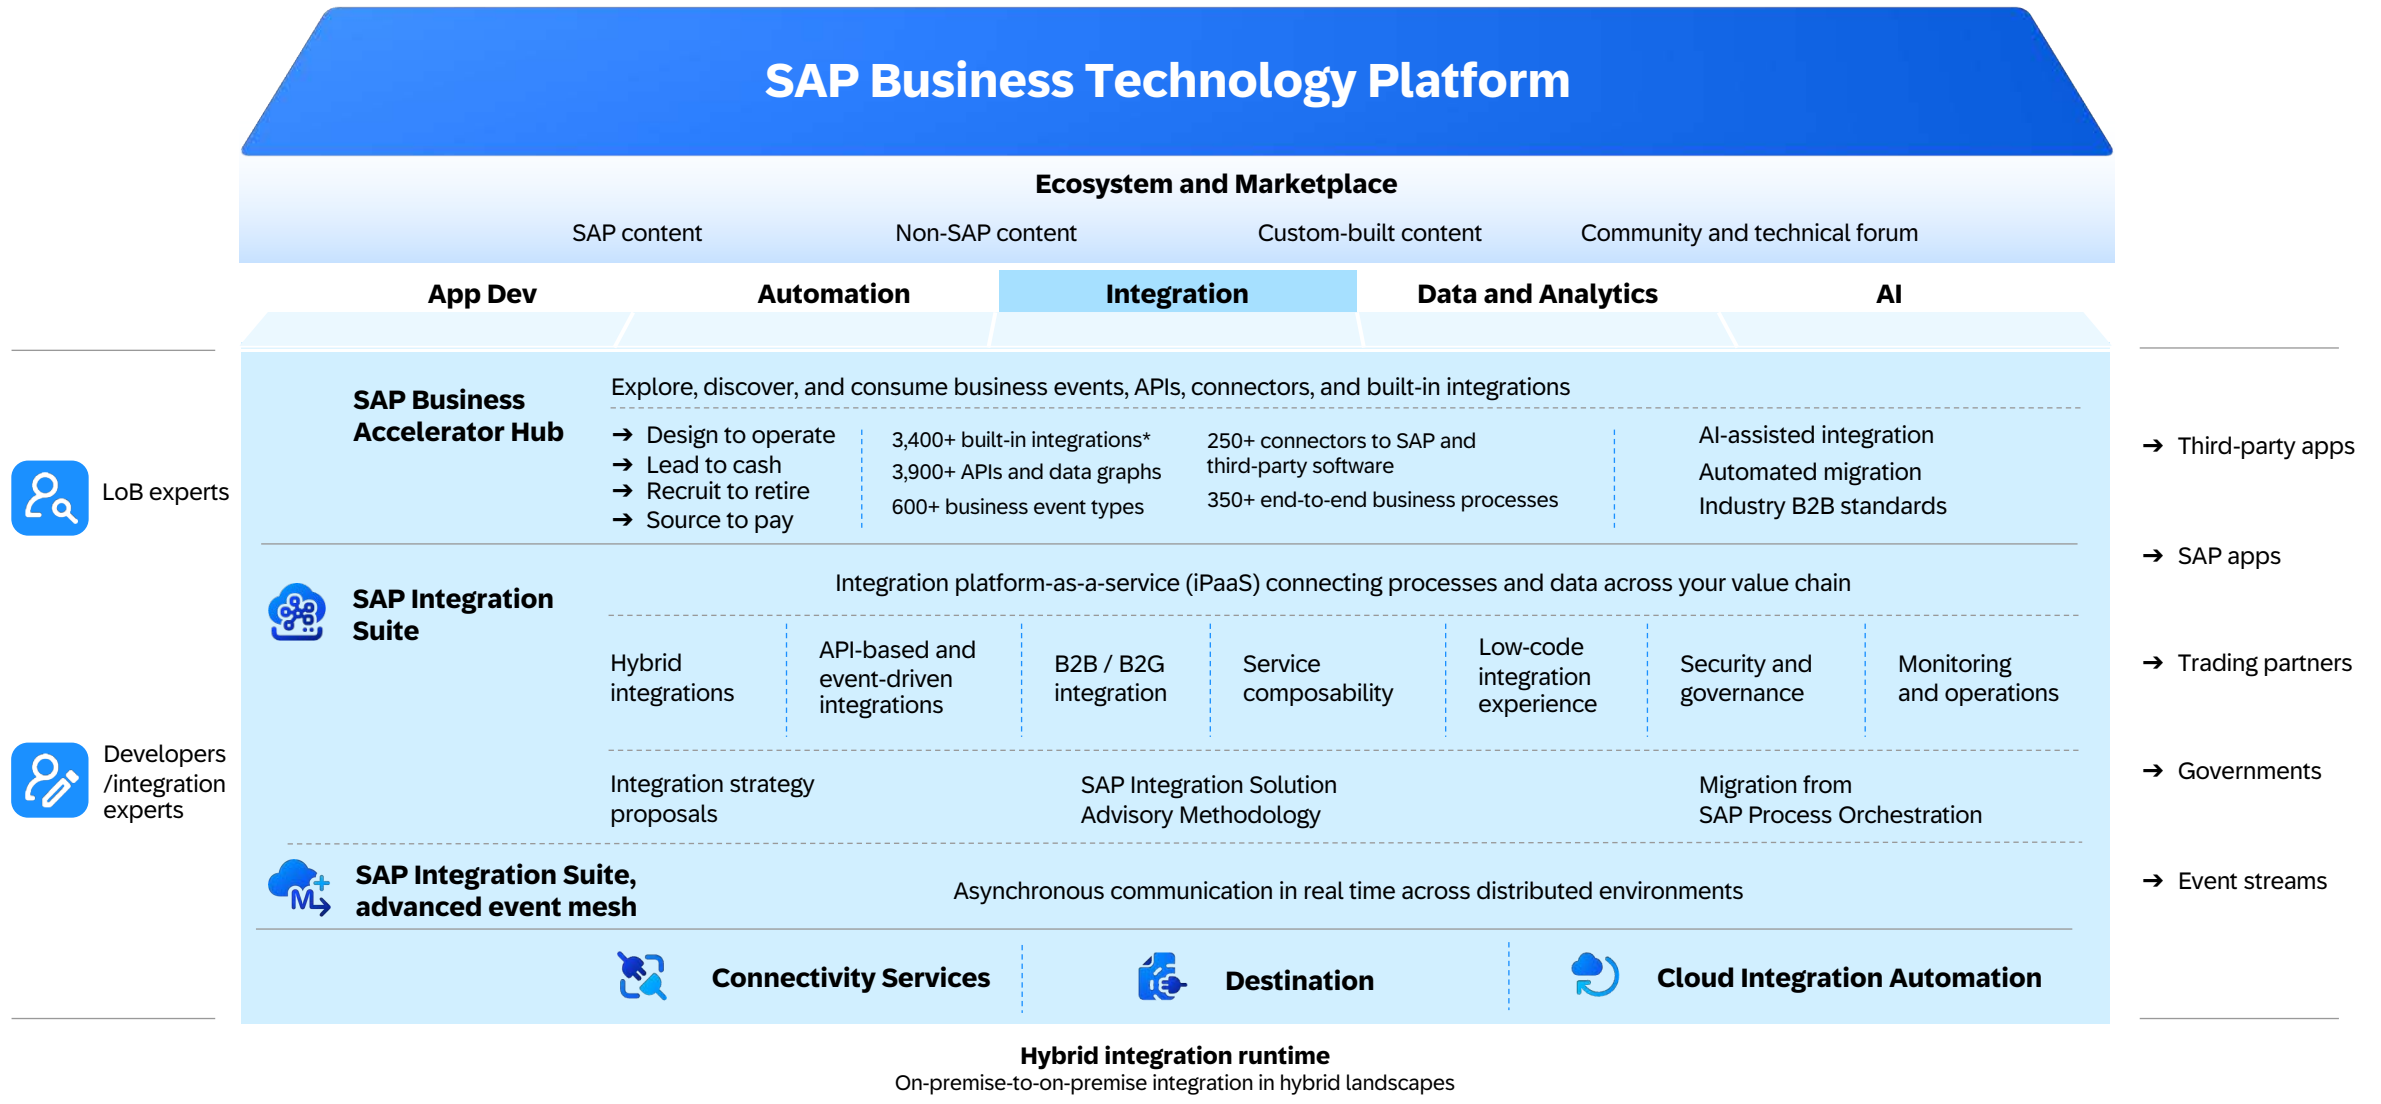 SAP Business Technology Platform
Ecosystem and Marketplace
SAP content
Non-SAP content
Custom-built content
Community and technical forum
App Dev
Automation
Integration
Data and Analytics
AI
LoB experts
Developers
/integration
experts
SAP Business
Accelerator Hub
Explore, discover, and consume business events, APIs, connectors, and built-in integrations
➔ Design to operate
➔ Lead to cash
➔ Recruit to retire
➔ Source to pay
3,400+ built-in integrations*
3,900+ APIs and data graphs
600+ business event types
250+ connectors to SAP and
third-party software
350+ end-to-end business processes
AI-assisted integration
Automated migration
Industry B2B standards
SAP Integration
Suite
Integration platform-as-a-service (iPaaS) connecting processes and data across your value chain
Hybrid
integrations
API-based and
event-driven
integrations
B2B / B2G
integration
Service
composability
Low-code
integration
experience
Security and
governance
Monitoring
and operations
Integration strategy
proposals
SAP Integration Solution
Advisory Methodology
Migration from
SAP Process Orchestration
M
SAP Integration Suite,
advanced event mesh
Asynchronous communication in real time across distributed environments
Connectivity Services
Destination
Cloud Integration Automation
➔ Third-party apps
➔ SAP apps
➔ Trading partners
➔ Governments
➔ Event streams
Hybrid integration runtime
On-premise-to-on-premise integration in hybrid landscapes